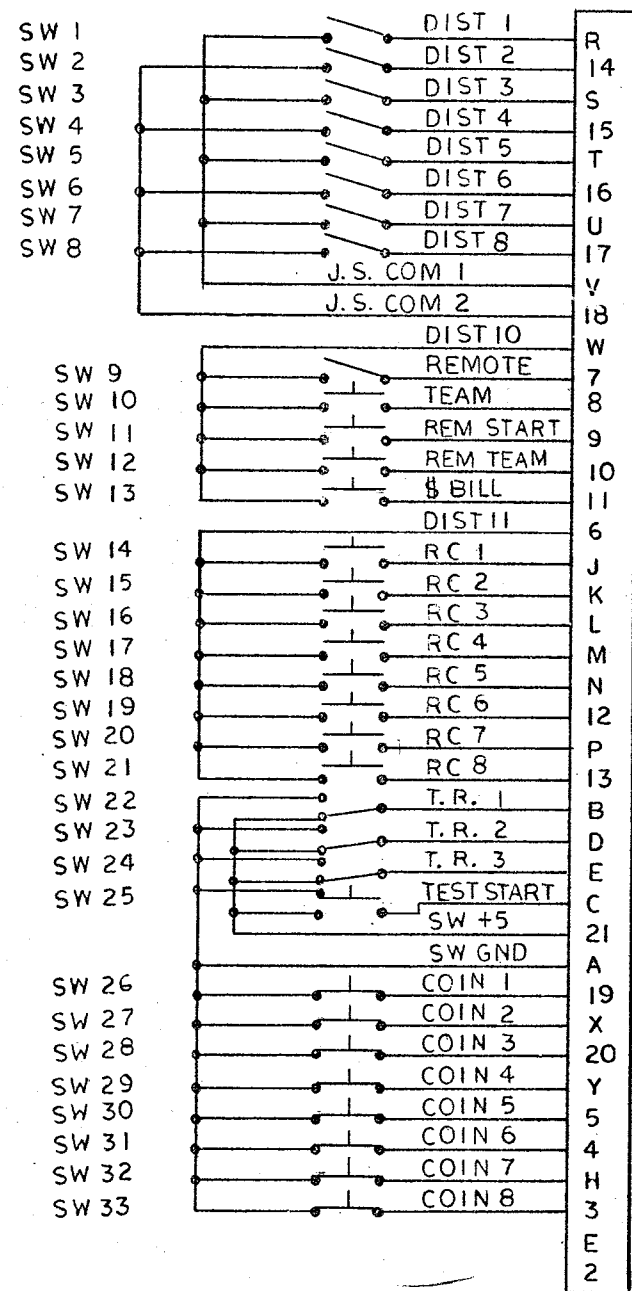 SW 1 DIST 1 R
SW 2 DIST 2 14
SW 3 DIST 3 S
SW 4 DIST 4 15
SW 5 DIST 5 T
SW 6 DIST 6 16
SW 7 DIST 7 U
SW 8 DIST 8 17
J.S. COM 1 V
J.S. COM 2 18
DIST 10 W
SW 9 REMOTE 7
SW 10 TEAM 8
SW 11 REM START 9
SW 12 REM TEAM 10
SW 13 $ BILL 11
DIST 11 6
SW 14 RC 1 J
SW 15 RC 2 K
SW 16 RC 3 L
SW 17 RC 4 M
SW 18 RC 5 N
SW 19 RC 6 12
SW 20 RC 7 P
SW 21 RC 8 13
SW 22 T.R. 1 B
SW 23 T.R. 2 D
SW 24 T.R. 3 E
SW 25 TEST START C
SW +5 21
SW GND A
SW 26 COIN 1 19
SW 27 COIN 2 X
SW 28 COIN 3 20
SW 29 COIN 4 Y
SW 30 COIN 5 5
SW 31 COIN 6 4
SW 32 COIN 7 H
SW 33 COIN 8 3
E
2